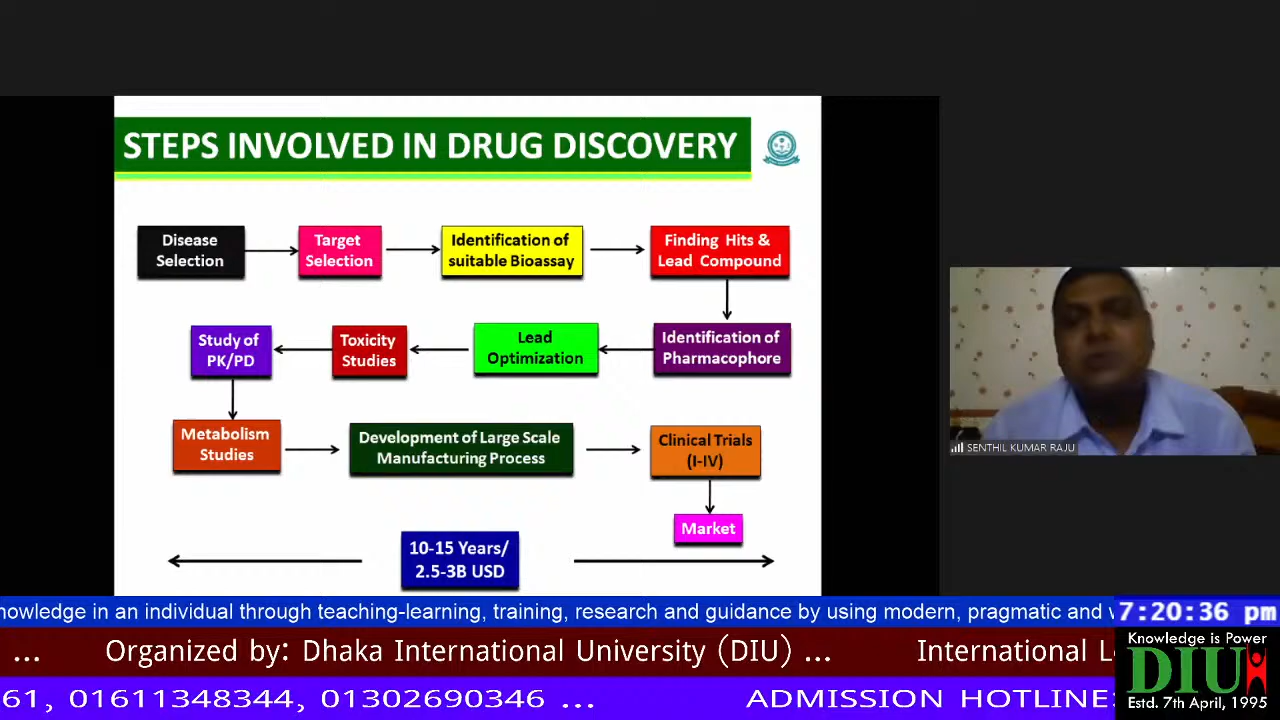 STEPS INVOLVED IN DRUG DISCOVERY
Disease
Selection
Target
Selection
Identification of
suitable Bioassay
Finding Hits &
Lead Compound
Identification of
Pharmacophore
Lead
Optimization
Toxicity
Studies
Study of
PK/PD
Metabolism
Studies
Development of Large Scale
Manufacturing Process
Clinical Trials
(I-IV)
Market
10-15 Years/
2.5-3B USD
SENTHIL KUMAR RAJU
nowledge in an individual through teaching-learning, training, research and guidance by using modern, pragmatic and
7:20:36 pm
... Organized by: Dhaka International University (DIU) ... International L
61, 01611348344, 01302690346 ... ADMISSION HOTLINE:
Knowledge is Power
DIU
Estd. 7th April, 1995